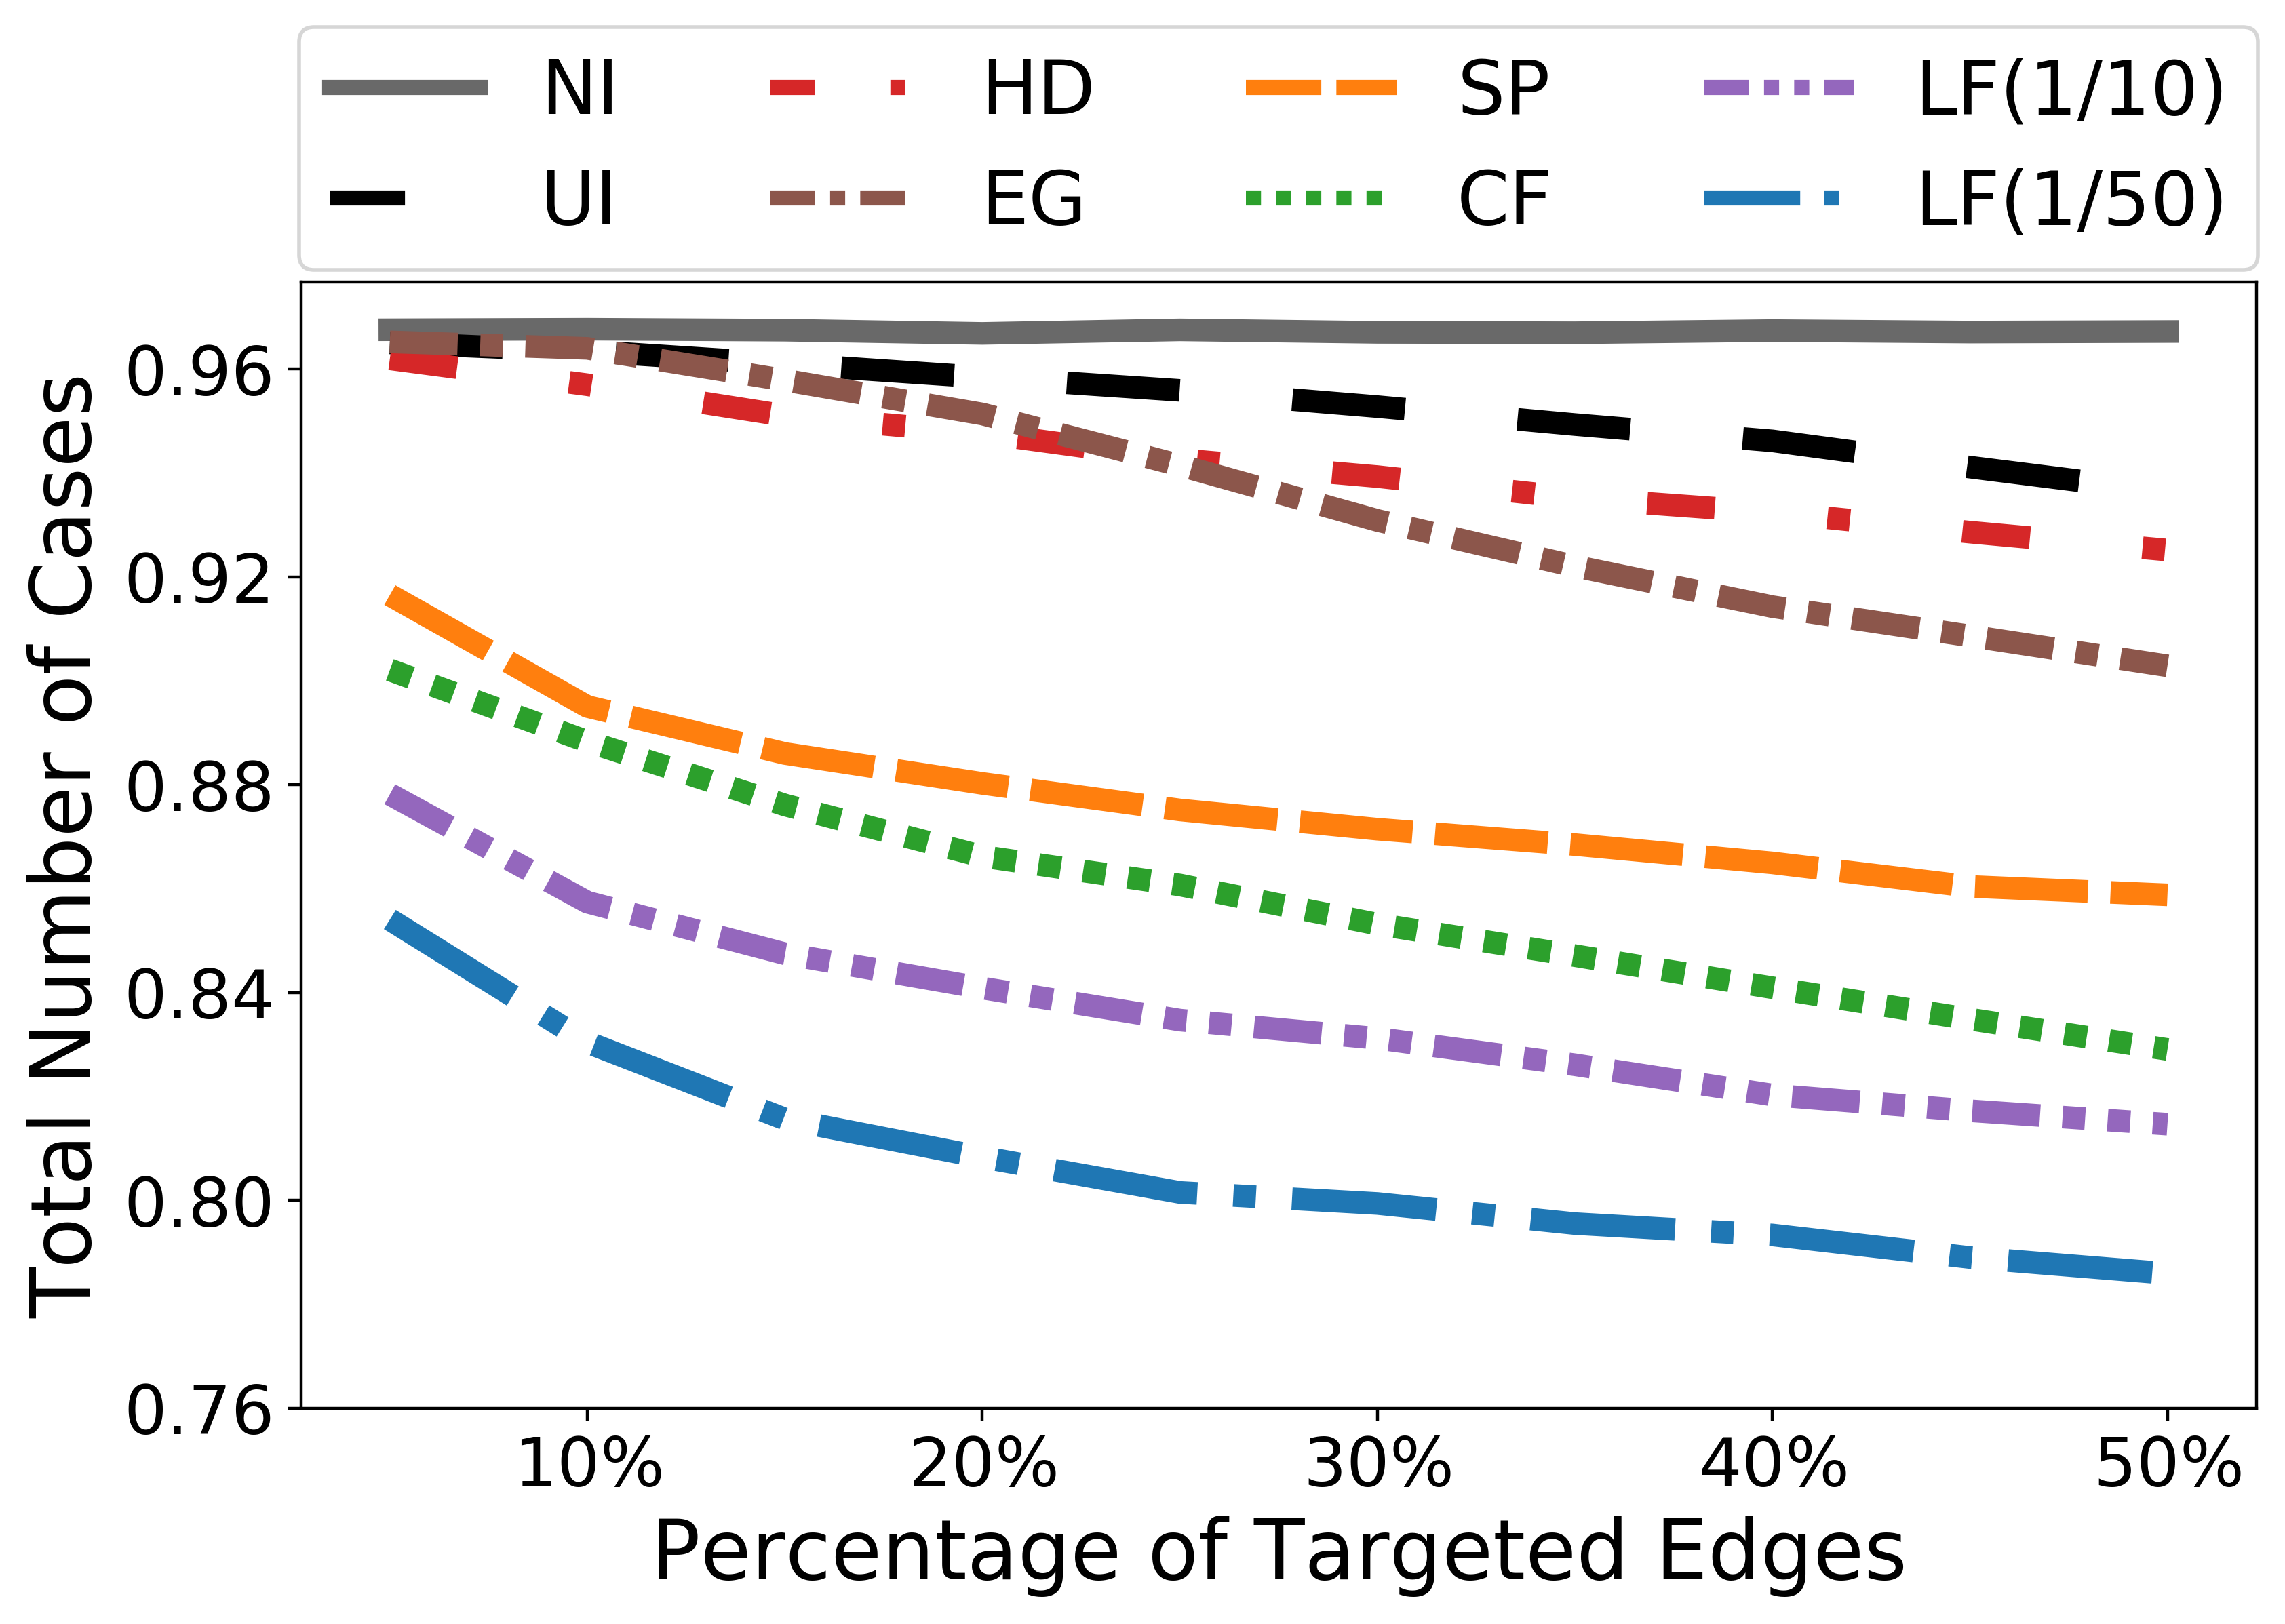 NI HD SP LF(1/10)
UI EG CF LF(1/50)
Total Number of Cases
0.96
0.92
0.88
0.84
0.80
0.76
10% 20% 30% 40% 50%
Percentage of Targeted Edges